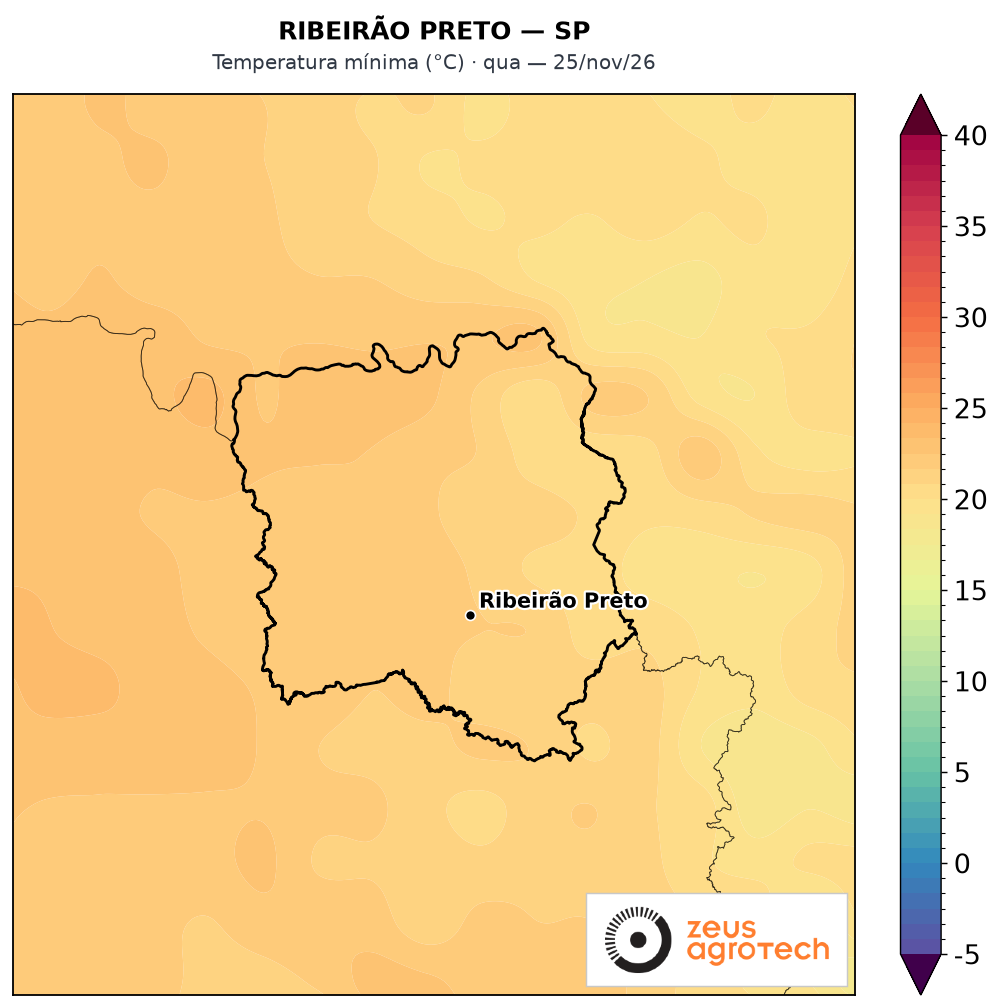 RIBEIRÃO PRETO — SP
Temperatura mínima (°C) · qua — 25/nov/26
40
35
30
25
20
15
10
5
0
-5
Ribeirão Preto
zeus
agrotech